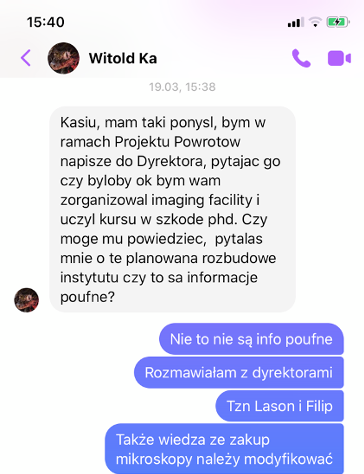 15:40
Witold Ka
19.03, 15:38
Kasiu, mam taki ponysl, bym w
ramach Projektu Powrotow
napisze do Dyrektora, pytajac go
czy byloby ok bym wam
zorganizowal imaging facility i
uczyl kursu w szkode phd. Czy
moge mu powiedziec,  pytalas
mnie o te planowana rozbudowe
instytutu czy to sa informacje
poufne?
Nie to nie są info poufne
Rozmawiałam z dyrektorami
Tzn Lason i Filip
Także wiedza ze zakup
mikroskopy należy modyfikować